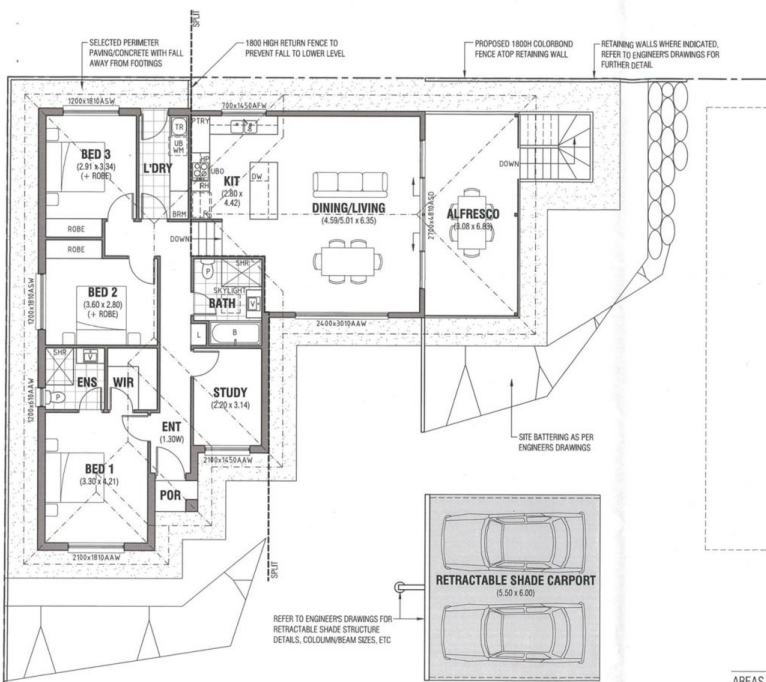 SPLIT
SELECTED PERIMETER
PAVING/CONCRETE WITH FALL
AWAY FROM FOOTINGS
1800 HIGH RETURN FENCE TO
PREVENT FALL TO LOWER LEVEL
PROPOSED 1800H COLORBOND
FENCE ATOP RETAINING WALL
RETAINING WALLS WHERE INDICATED,
REFER TO ENGINEER'S DRAWINGS FOR
FURTHER DETAIL
1200x1810ASW
700x1450AFW
BED 3
(2.91 x 3.34)
(+ ROBE)
L'DRY
TR
UB
WM
BRM
PTRY
HP
UBO
RH
KIT
(2.80 x
4.42)
DW
DINING/LIVING
(4.59/5.01 x 6.35)
2700x4810ASD
ALFRESCO
(3.08 x 6.83)
DOWN
ROBE
ROBE
DOWN
BED 2
(3.60 x 2.80)
(+ ROBE)
1200x1810ASW
P
SHR
SKYLIGHT
BATH
V
L
B
2400x3010AAW
SHR
V
ENS
P
WIR
1200x610AAW
STUDY
(2.20 x 3.14)
ENT
(1.30W)
2100x1450AAW
BED 1
(3.30 x 4.21)
POR
2100x1810AAW
SPLIT
SITE BATTERING AS PER
ENGINEERS DRAWINGS
RETRACTABLE SHADE CARPORT
(5.50 x 6.00)
REFER TO ENGINEER'S DRAWINGS FOR
RETRACTABLE SHADE STRUCTURE
DETAILS, COLOUMN/BEAM SIZES, ETC
AREAS